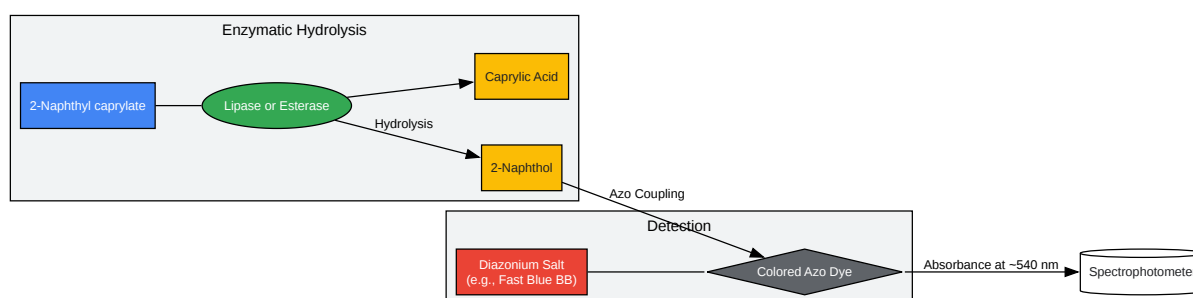 Enzymatic Hydrolysis
2-Naphthyl caprylate
Lipase or Esterase
Caprylic Acid
Hydrolysis
2-Naphthol
Azo Coupling
Detection
Diazonium Salt
(e.g., Fast Blue BB)
Colored Azo Dye
Absorbance at ~540 nm
Spectrophotomete